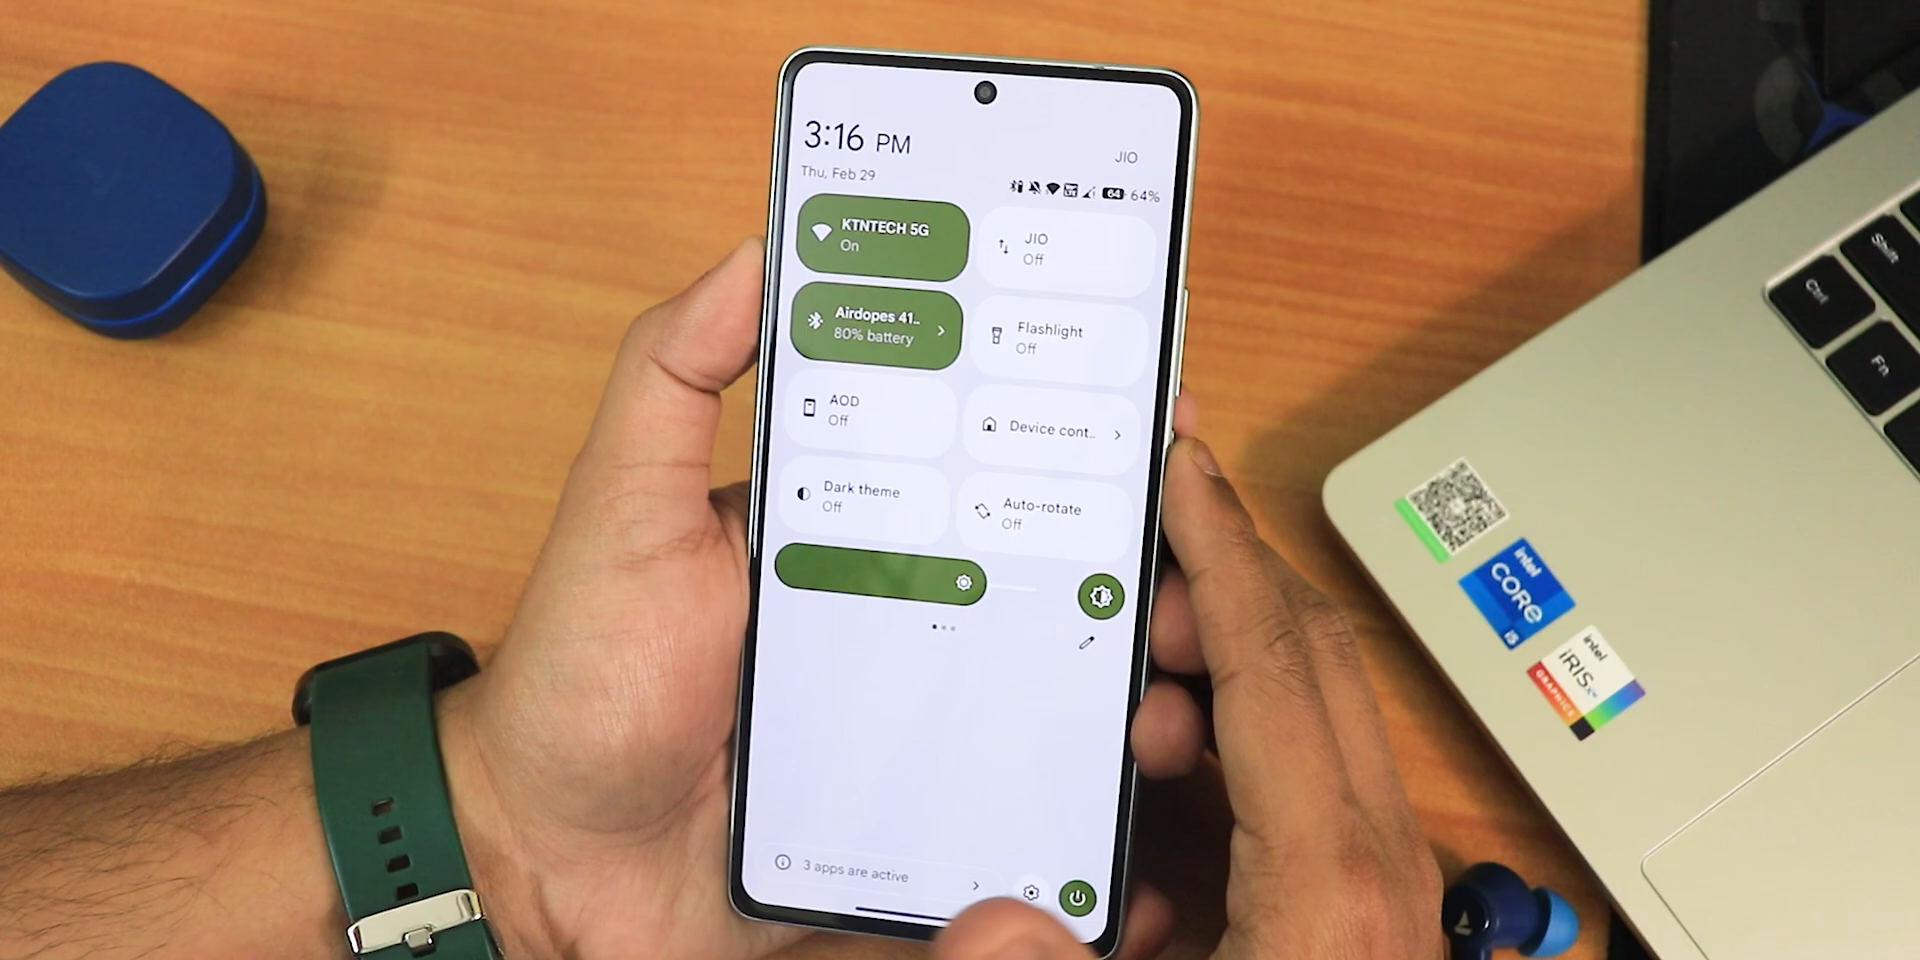 3:16 PM
JIO
Thu, Feb 29
64 64%
KTNTECH 5G
On
JIO
Off
Airdopes 41..
80% battery
Flashlight
Off
AOD
Off
Device cont..
Dark theme
Off
Auto-rotate
Off
3 apps are active
Shift
Ctrl
Fn
intel
CORE
i5
intel
iRIS Xe
GRAPHICS